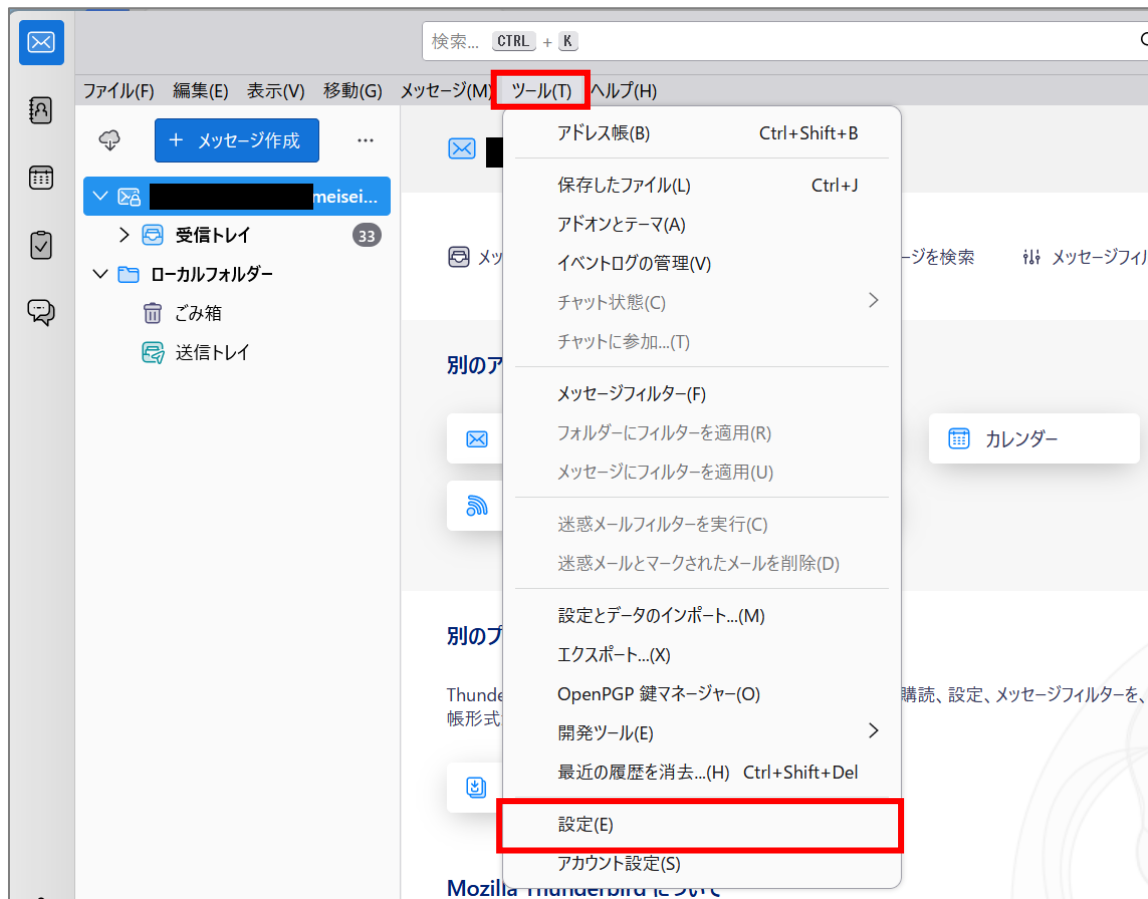 検索... CTRL + K
ファイル(F) 編集(E) 表示(V) 移動(G) メッセージ(M) ツール(T) ヘルプ(H)
+ メッセージ作成 ...
meisei...
受信トレイ 33
ローカルフォルダー
ごみ箱
送信トレイ
アドレス帳(B) Ctrl+Shift+B
保存したファイル(L) Ctrl+J
アドオンとテーマ(A)
イベントログの管理(V)
チャット状態(C)
チャットに参加...(T)
メッセージフィルター(F)
フォルダーにフィルターを適用(R)
メッセージにフィルターを適用(U)
迷惑メールフィルターを実行(C)
迷惑メールとマークされたメールを削除(D)
設定とデータのインポート...(M)
エクスポート...(X)
OpenPGP 鍵マネージャー(O)
開発ツール(E)
最近の履歴を消去...(H) Ctrl+Shift+Del
設定(E)
アカウント設定(S)
メッ
ージを検索 メッセージフィル
別のア
カレンダー
別のプ
Thunde
購読、設定、メッセージフィルターを、
帳形式
Mozilla Thunderbird について